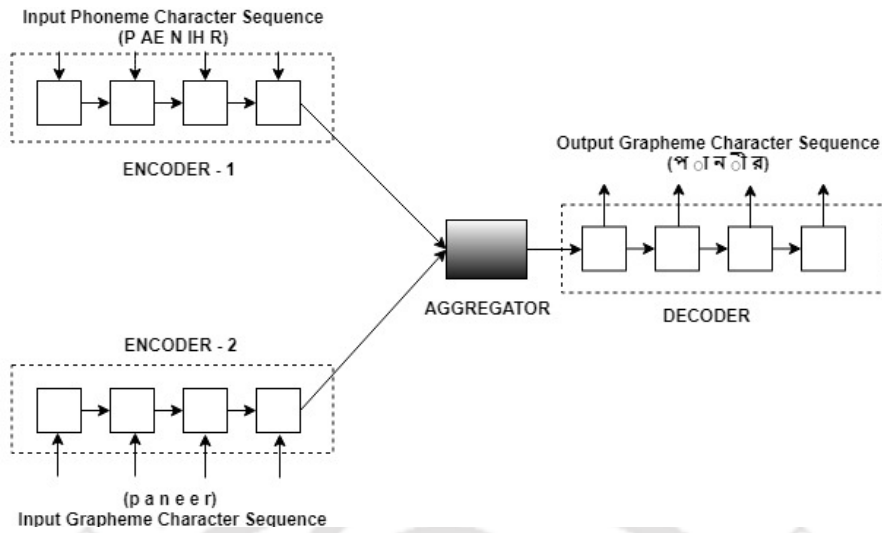 Input Phoneme Character Sequence
(P AE N IH R)
ENCODER - 1
Output Grapheme Character Sequence
(প া ন ী র)
AGGREGATOR
DECODER
ENCODER - 2
(p a n e e r)
Input Grapheme Character Sequence